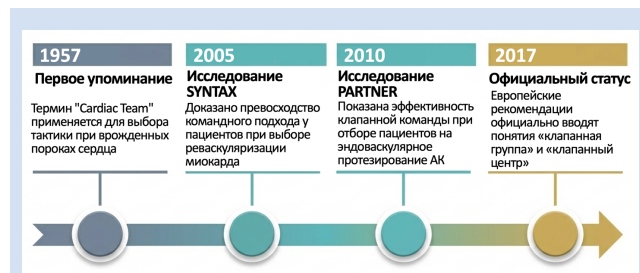 1957
Первое упоминание
Термин "Cardiac Team"
применяется для выбора
тактики при врожденных
пороках сердца
2005
Исследование
SYNTAX
Доказано превосходство
командного подхода у
пациентов при выборе
реваскуляризации
миокарда
2010
Исследование
PARTNER
Показана эффективность
клапанной команды при
отборе пациентов на
эндоваскулярное
протезирование АК
2017
Официальный статус
Европейские
рекомендации
официально вводят
понятия «клапанная
группа» и «клапанный
центр»